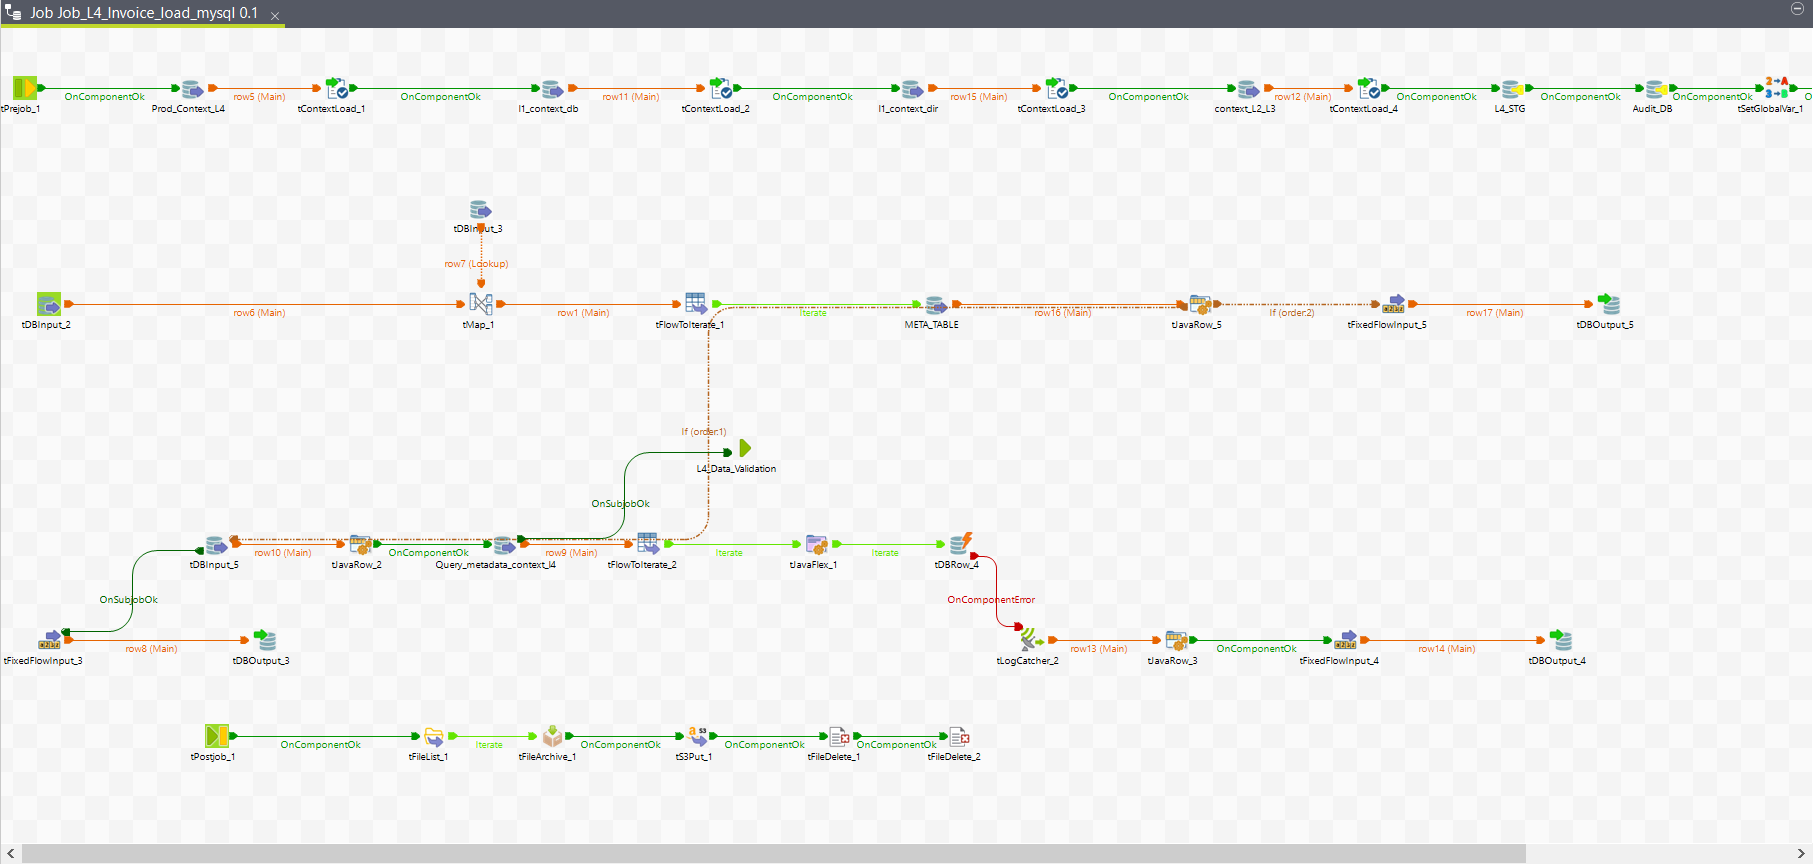 Job Job_L4_Invoice_load_mysql 0.1
OnComponentOk row5 (Main) OnComponentOk row11 (Main) OnComponentOk row15 (Main) OnComponentOk row12 (Main) OnComponentOk OnComponentOk OnComponentOk
tPrejob_1 Prod_Context_L4 tContextLoad_1 l1_context_db tContextLoad_2 l1_context_dir tContextLoad_3 context_L2_L3 tContextLoad_4 L4_STG Audit_DB tSetGlobalVar_1
tDBInput_3
row7 (Lookup)
row6 (Main) row1 (Main) Iterate row16 (Main) If (order:2) row17 (Main)
tDBInput_2 tMap_1 tFlowToIterate_1 META_TABLE tJavaRow_5 tFixedFlowInput_5 tDBOutput_5
If (order:1)
L4_Data_Validation
OnSubjobOk
row10 (Main) OnComponentOk row9 (Main) Iterate Iterate
tDBInput_5 tJavaRow_2 Query_metadata_context_l4 tFlowToIterate_2 tJavaFlex_1 tDBRow_4
OnSubjobOk OnComponentError
row8 (Main) row13 (Main) OnComponentOk row14 (Main)
tFixedFlowInput_3 tDBOutput_3 tLogCatcher_2 tJavaRow_3 tFixedFlowInput_4 tDBOutput_4
OnComponentOk Iterate OnComponentOk OnComponentOk OnComponentOk
tPostjob_1 tFileList_1 tFileArchive_1 tS3Put_1 tFileDelete_1 tFileDelete_2